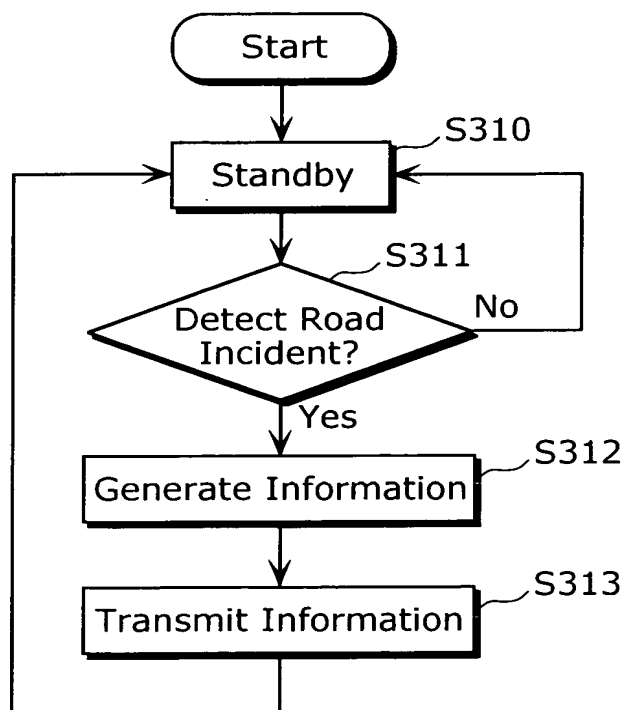 Start
S310
Standby
S311
Detect Road
Incident?
No
Yes
S312
Generate Information
S313
Transmit Information